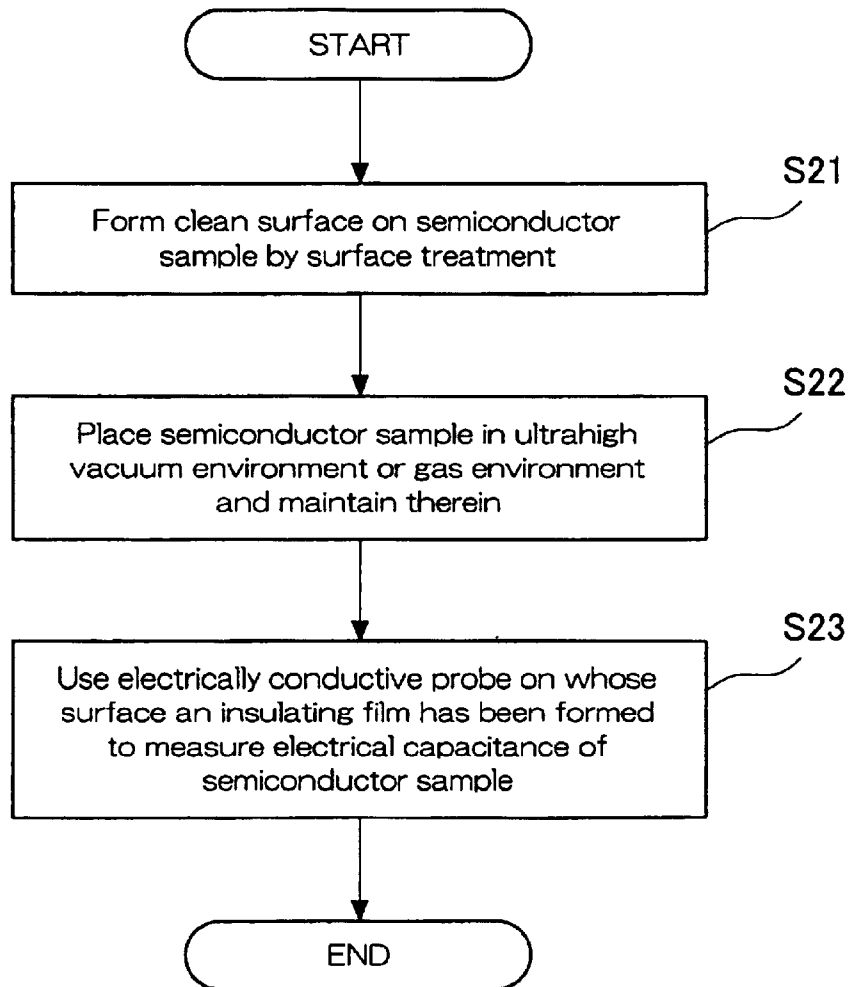 START
S21
Form clean surface on semiconductor
sample by surface treatment
S22
Place semiconductor sample in ultrahigh
vacuum environment or gas environment
and maintain therein
S23
Use electrically conductive probe on whose
surface an insulating film has been formed
to measure electrical capacitance of
semiconductor sample
END